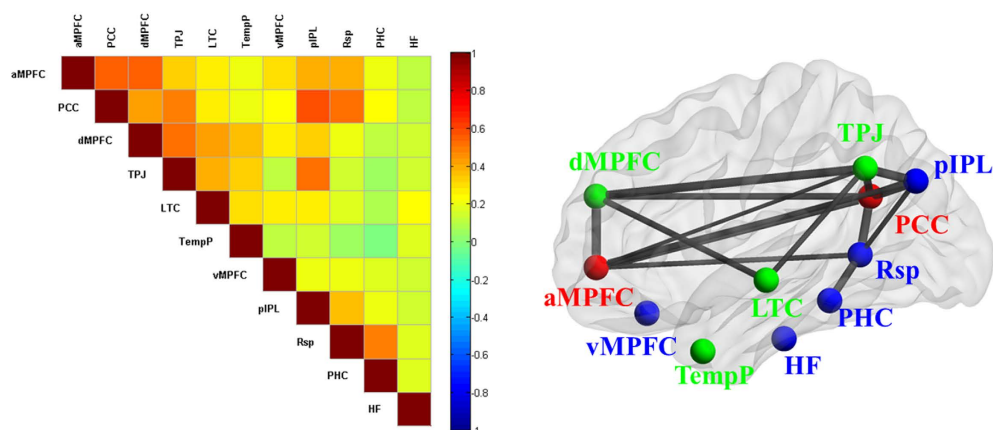 aMPFC PCC dMPFC TPJ LTC TempP vMPFC pIPL Rsp PHC HF
aMPFC
PCC
dMPFC
TPJ
LTC
TempP
vMPFC
pIPL
Rsp
PHC
HF
1
0.8
0.6
0.4
0.2
0
-0.2
-0.4
-0.6
-0.8
-1
TPJ
dMPFC
pIPL
PCC
Rsp
aMPFC
LTC
PHC
vMPFC
HF
TempP